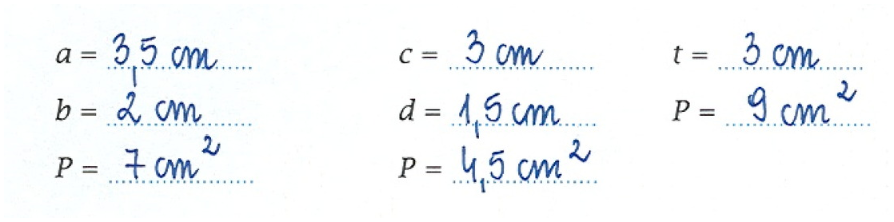 a = 3,5 cm
b = 2 cm
P = 7 cm²
c = 3 cm
d = 1,5 cm
P = 4,5 cm²
t = 3 cm
P = 9 cm²